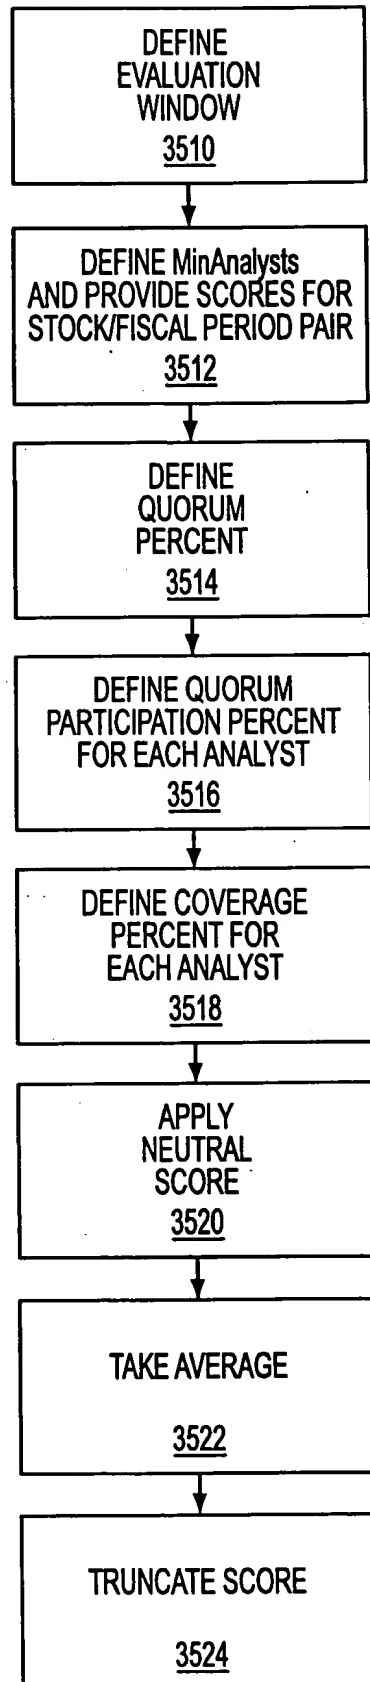 DEFINE
EVALUATION
WINDOW
3510
DEFINE MinAnalysts
AND PROVIDE SCORES FOR
STOCK/FISCAL PERIOD PAIR
3512
DEFINE
QUORUM
PERCENT
3514
DEFINE QUORUM
PARTICIPATION PERCENT
FOR EACH ANALYST
3516
DEFINE COVERAGE
PERCENT FOR
EACH ANALYST
3518
APPLY
NEUTRAL
SCORE
3520
TAKE AVERAGE
3522
TRUNCATE SCORE
3524